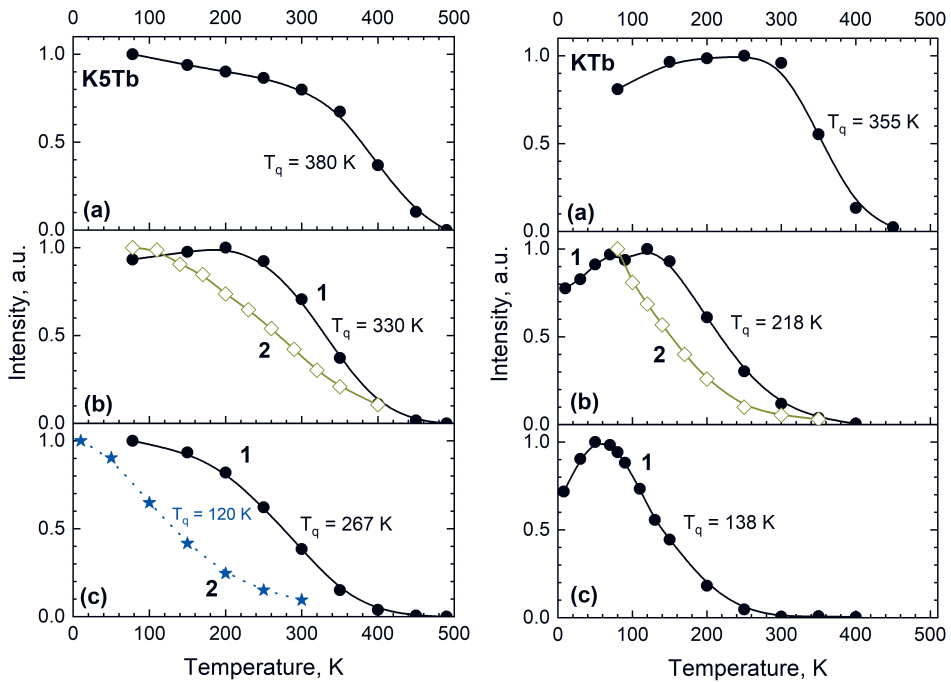 0 100 200 300 400 500
0 100 200 300 400 500
1.0
K5Tb
0.5
T_q = 380 K
(a)
0.0
1.0
KTb
0.5
T_q = 355 K
(a)
0.0
Intensity, a.u.
1.0
1
0.5
T_q = 330 K
2
(b)
0.0
Intensity, a.u.
1.0
1
0.5
T_q = 218 K
2
(b)
0.0
1.0
1
0.5
T_q = 120 K
T_q = 267 K
2
(c)
0.0
1.0
1
0.5
T_q = 138 K
(c)
0.0
0 100 200 300 400 500
0 100 200 300 400 500
Temperature, K
Temperature, K